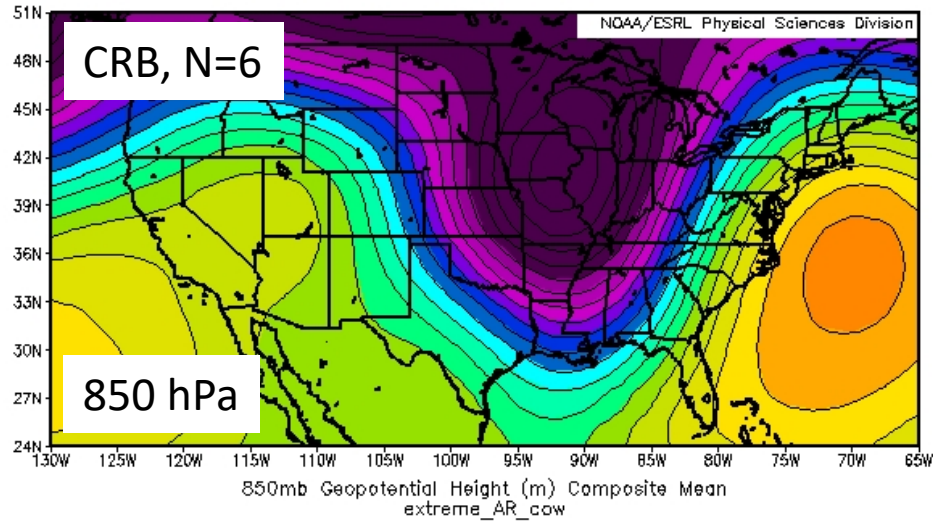 NOAA/ESRL Physical Sciences Division
CRB, N=6
850 hPa
51N
48N
45N
42N
39N
36N
33N
30N
27N
24N
130W 125W 120W 115W 110W 105W 100W 95W 90W 85W 80W 75W 70W 65W
850mb Geopotential Height (m) Composite Mean
extreme_AR_cow